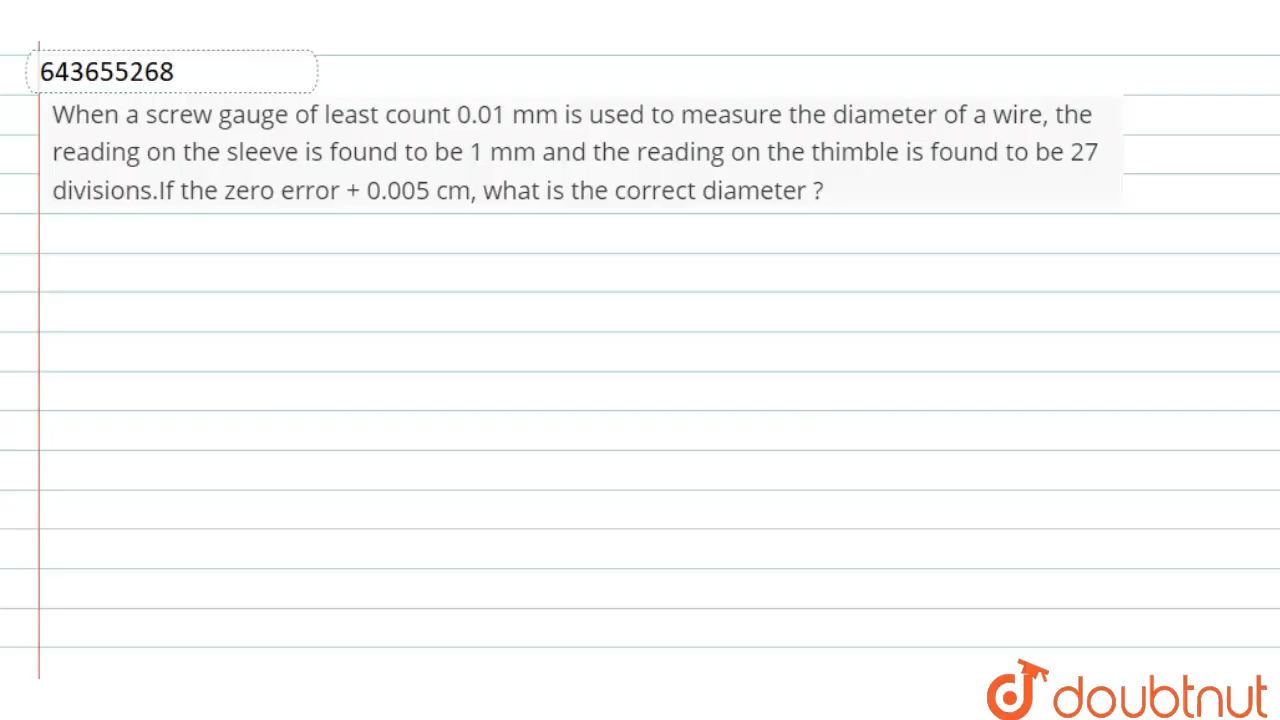 643655268
When a screw gauge of least count 0.01 mm is used to measure the diameter of a wire, the
reading on the sleeve is found to be 1 mm and the reading on the thimble is found to be 27
divisions.If the zero error + 0.005 cm, what is the correct diameter ?
doubtnut